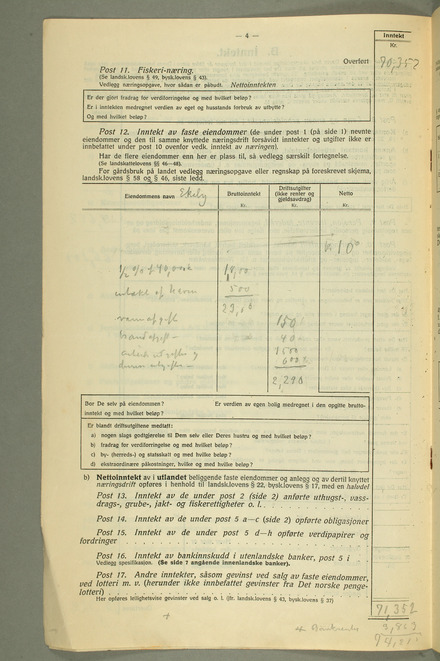 — 4 —
Inntekt
Kr.
Overført 90,352
Post 11. Fiskeri-næring.
(Se landsk.lovens § 49, bysk.lovens § 43).
Vedlegg næringsopgave, hvor sådan er påbudt. Nettoinntekten
Er der gjort fradrag for verdiforringelse og med hvilket beløp?
Er i inntekten medregnet verdien av eget og husstands forbruk av utbytte?
Og med hvilket beløp?
Post 12. Inntekt av faste eiendommer (de under post 1 (på side 1) nevnte
eiendommer og den til samme knyttede næringsdrift forsåvidt inntekter og utgifter ikke er
innbefattet under post 10 ovenfor vedk. inntekt av næringen).
Har de flere eiendommer enn her er plass til, så vedlegg særskilt fortegnelse.
(Se landskattelovens §§ 46—48).
For gårdsbruk på landet vedlegg næringsopgave eller regnskap på foreskrevet skjema,
landsk.lovens § 58 og § 46, siste ledd.
Eiendommens navn
Bruttoinntekt
Kr.
Driftsutgifter
(ikke renter og
gjeldsavdrag)
Kr.
Netto
Kr.
500
150
40
1500
600
2,290
Bor De selv på eiendommen? Er verdien av egen bolig medregnet i den opgitte brutto-
inntekt og med hvilket beløp?
Er blandt driftsutgiftene medtatt:
a) nogen slags godtgjørelse til Dem selv eller Deres hustru og med hvilket beløp?
b) fradrag for verdiforringelse og med hvilket beløp?
c) by- (herreds-) og statsskatt og med hvilke beløp?
d) ekstraordinære påkostninger, hvilke og med hvilket beløp?
b) Nettoinntekt av i utlandet beliggende faste eiendommer og anlegg og av dertil knyttet
næringsdrift opføres i henhold til landsk.lovens § 22, bysk.lovens § 17, med en halvdel
Post 13. Inntekt av de under post 2 (side 2) anførte uthugst-, vass-
drags-, grube-, jakt- og fiskerettigheter o. l.
Post 14. Inntekt av de under post 5 a—c (side 2) opførte obligasjoner
Post 15. Inntekt av de under post 5 d—h opførte verdipapirer og
fordringer
Post 16. Inntekt av bankinnskudd i utenlandske banker, post 5 i
Vedlegg spesifikasjon. (Se side 7 angående innenlandske banker).
Post 17. Andre inntekter, såsom gevinst ved salg av faste eiendommer,
ved lotteri m. v. (herunder ikke innbefattet gevinster fra Det norske penge-
lotteri)
Her opføres leilighetsvise gevinster ved salg o. l. (fr. landsk.lovens § 43, bysk.lovens § 37)
91,352